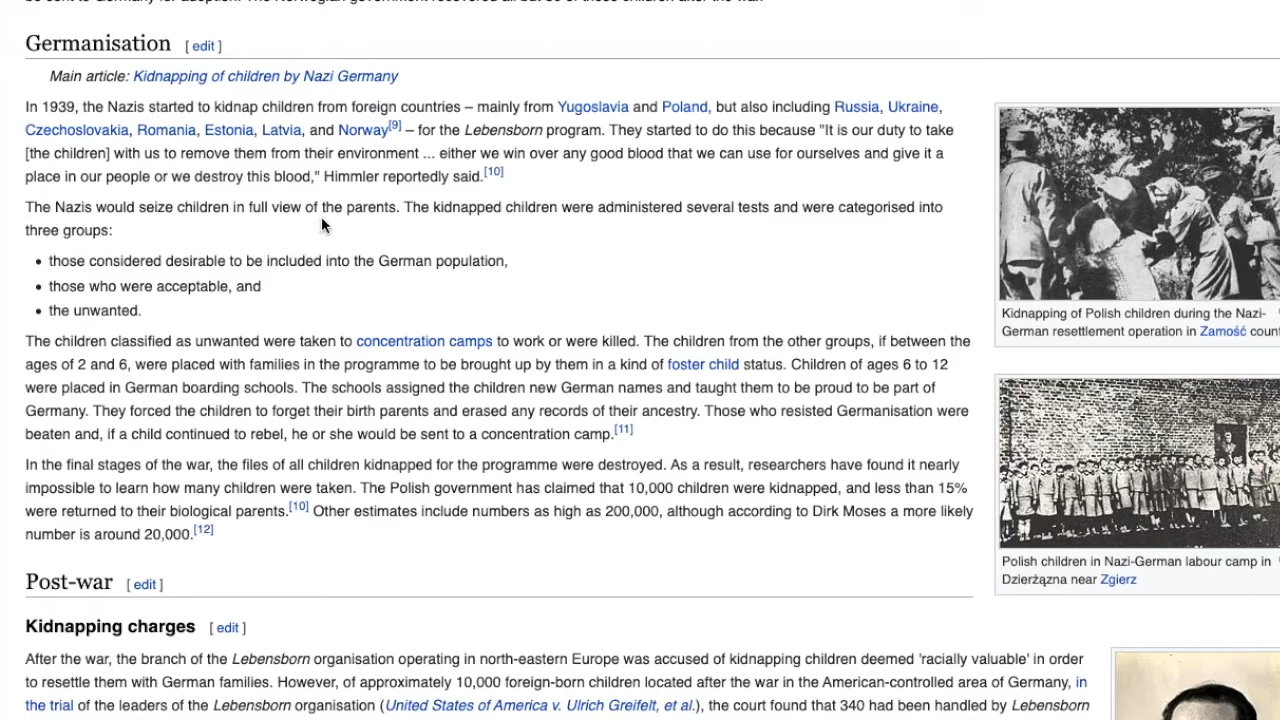 Germanisation [ edit ]
Main article: Kidnapping of children by Nazi Germany
In 1939, the Nazis started to kidnap children from foreign countries – mainly from Yugoslavia and Poland, but also including Russia, Ukraine,
Czechoslovakia, Romania, Estonia, Latvia, and Norway[9] – for the Lebensborn program. They started to do this because "It is our duty to take
[the children] with us to remove them from their environment ... either we win over any good blood that we can use for ourselves and give it a
place in our people or we destroy this blood," Himmler reportedly said.[10]
The Nazis would seize children in full view of the parents. The kidnapped children were administered several tests and were categorised into
three groups:
• those considered desirable to be included into the German population,
• those who were acceptable, and
• the unwanted.
The children classified as unwanted were taken to concentration camps to work or were killed. The children from the other groups, if between the
ages of 2 and 6, were placed with families in the programme to be brought up by them in a kind of foster child status. Children of ages 6 to 12
were placed in German boarding schools. The schools assigned the children new German names and taught them to be proud to be part of
Germany. They forced the children to forget their birth parents and erased any records of their ancestry. Those who resisted Germanisation were
beaten and, if a child continued to rebel, he or she would be sent to a concentration camp.[11]
In the final stages of the war, the files of all children kidnapped for the programme were destroyed. As a result, researchers have found it nearly
impossible to learn how many children were taken. The Polish government has claimed that 10,000 children were kidnapped, and less than 15%
were returned to their biological parents.[10] Other estimates include numbers as high as 200,000, although according to Dirk Moses a more likely
number is around 20,000.[12]
Kidnapping of Polish children during the Nazi-
German resettlement operation in Zamość
Polish children in Nazi-German labour camp in
Dzierżązna near Zgierz
Post-war [ edit ]
Kidnapping charges [ edit ]
After the war, the branch of the Lebensborn organisation operating in north-eastern Europe was accused of kidnapping children deemed 'racially valuable' in order
to resettle them with German families. However, of approximately 10,000 foreign-born children located after the war in the American-controlled area of Germany, in
the trial of the leaders of the Lebensborn organisation (United States of America v. Ulrich Greifelt, et al.), the court found that 340 had been handled by Lebensborn